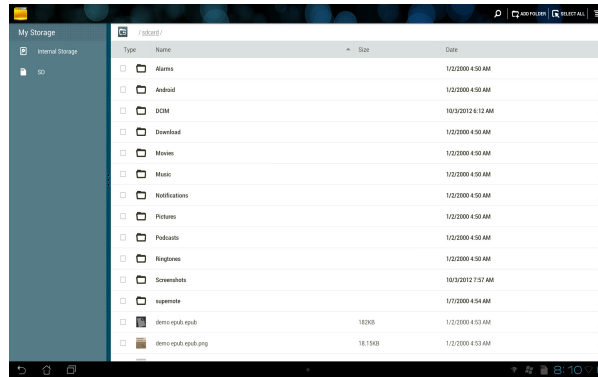 ADD FOLDER SELECT ALL
My Storage
/ sdcard /
Internal Storage
SD
Type Name Size Date
Alarms 1/2/2000 4:50 AM
Android 1/2/2000 4:50 AM
DCIM 10/3/2012 6:12 AM
Download 1/2/2000 4:50 AM
Movies 1/2/2000 4:50 AM
Music 1/2/2000 4:50 AM
Notifications 1/2/2000 4:50 AM
Pictures 1/2/2000 4:50 AM
Podcasts 1/2/2000 4:50 AM
Ringtones 1/2/2000 4:50 AM
Screenshots 10/3/2012 7:57 AM
supernote 1/7/2000 4:54 AM
demo epub.epub 182KB 1/2/2000 4:53 AM
demo epub.epub.png 18.15KB 1/2/2000 4:53 AM
8:10